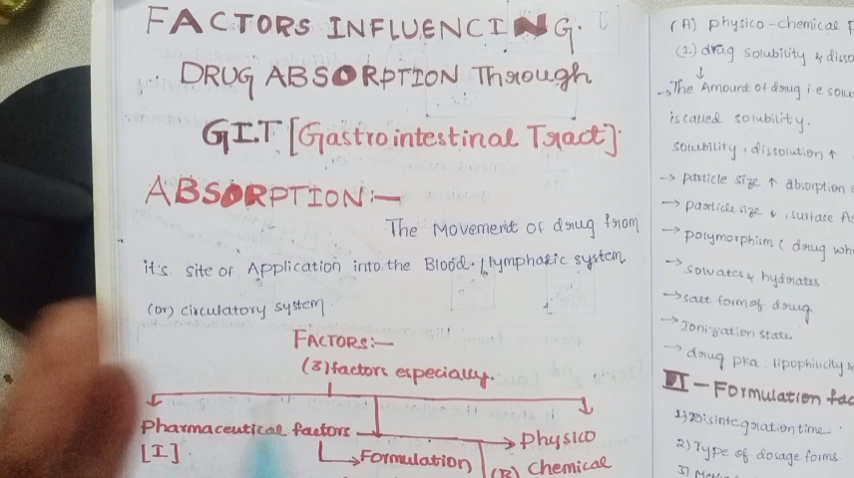 FACTORS INFLUENCING.
DRUG ABSORPTION Through
GIT [Gastrointestinal Tract].
ABSORPTION:-
The Movement of drug from
it's site of Application into the Blood. / lymphatic system
(or) circulatory system.
FACTORS:-
(3) factors especially.
Pharmaceutical factors
[I]
Formulation
Physico
(B) Chemical
(A) physico-chemical F
(1) drug solubility & disso
→ The Amount of drug i.e solu
is called solubility.
solubility, dissolution ↑
→ particle size ↑ absorption
→ particle size ↓, surface A
→ polymorphism ( drug wh
→ sovates & hydrates
→ salt form of drug
→ Ionization state
→ drug pka, lipophilicity &
II - Formulation fac
1) Disintegration time
2) Type of dosage forms
3)